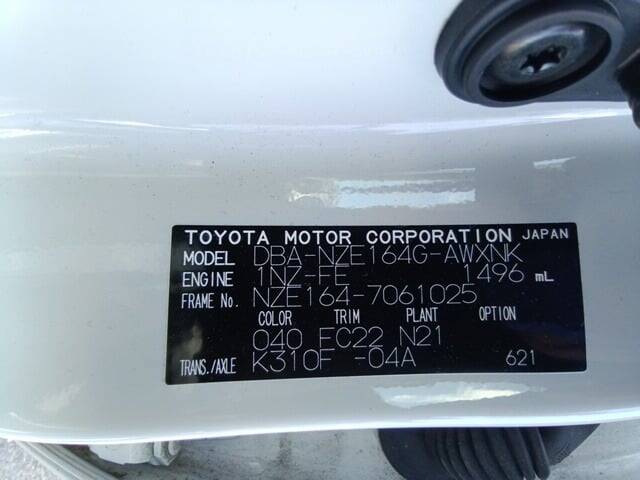 TOYOTA MOTOR CORPORATION JAPAN
MODEL DBA-NZE164G-AWXNK
ENGINE 1NZ-FE 1496 mL
FRAME No. NZE164-7061025
COLOR TRIM PLANT OPTION
040 EC22 N21
TRANS./AXLE K310F -04A 621